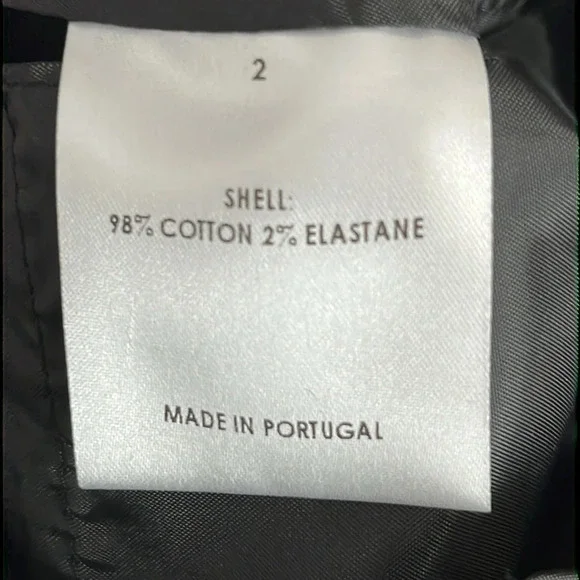 2
SHELL:
98% COTTON 2% ELASTANE
MADE IN PORTUGAL